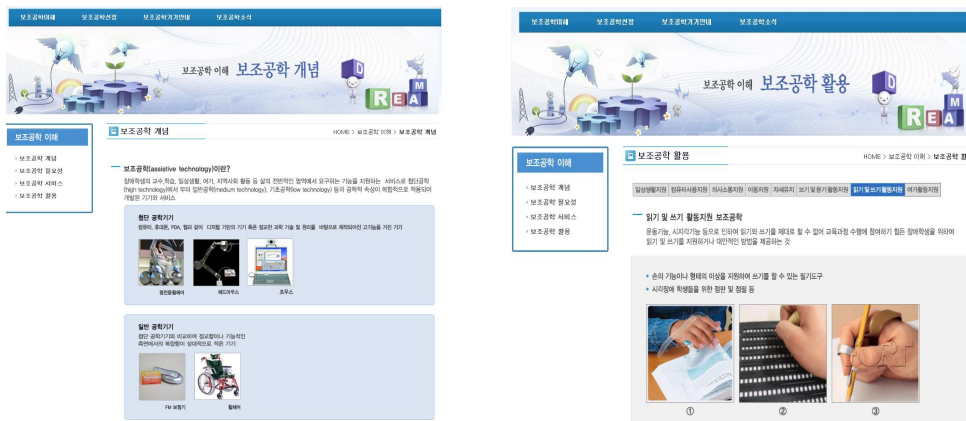 보조공학이해 보조공학선정 보조공학기기안내 보조공학소식
보조공학 이해 보조공학 개념
DREAM
보조공학 이해
보조공학 개념
보조공학 필요성
보조공학 서비스
보조공학 활용
보조공학 개념
HOME > 보조공학 이해 > 보조공학 개념
보조공학(assistive technology)이란?
장애학생의 교수,학습, 일상생활, 여가, 지역사회 활동 등 삶의 전반적인 영역에서 요구하는 기능을 지원하는 서비스로 첨단공학
(high technology)에서 부터 일반공학(medium technology), 기초공학(low technology) 등의 공학적 속성이 복합적으로 적용되어
개발된 기기와 서비스
첨단 공학기기
컴퓨터, 휴대폰, PDA, 웹과 같이 디지털 기반의 기기 혹은 정교한 과학 기술 및 원리를 바탕으로 제작되어진 고기능을 가진 기기
헤드마우스
조우스
일반 공학기기
첨단 공학기기와 비교하여 정교함이나 기능적인
측면에서의 복잡함이 상대적으로 적은 기기
FM 보청기
휠체어
보조공학이해 보조공학선정 보조공학기기안내 보조공학소식
보조공학 이해 보조공학 활용
DREA
보조공학 이해
보조공학 개념
보조공학 필요성
보조공학 서비스
보조공학 활용
보조공학 활용
HOME > 보조공학 이해 > 보조공학 활
일상생활지원 컴퓨터사용지원 의사소통지원 이동지원 자세유지 보기 및 듣기 활동지원 읽기 및 쓰기 활동지원 여가활동지원
읽기 및 쓰기 활동지원 보조공학
운동기능, 시지각기능 등으로 인하여 읽기와 쓰기를 제대로 할 수 없어 교육과정 수행에 참여하기 힘든 장애학생을 위하여
읽기 및 쓰기를 지원하거나 대안적인 방법을 제공하는 것
손의 기능이나 형태의 이상을 지원하여 쓰기를 할 수 있는 필기도구
시각장애 학생들을 위한 점판 및 점필 등
① ② ③